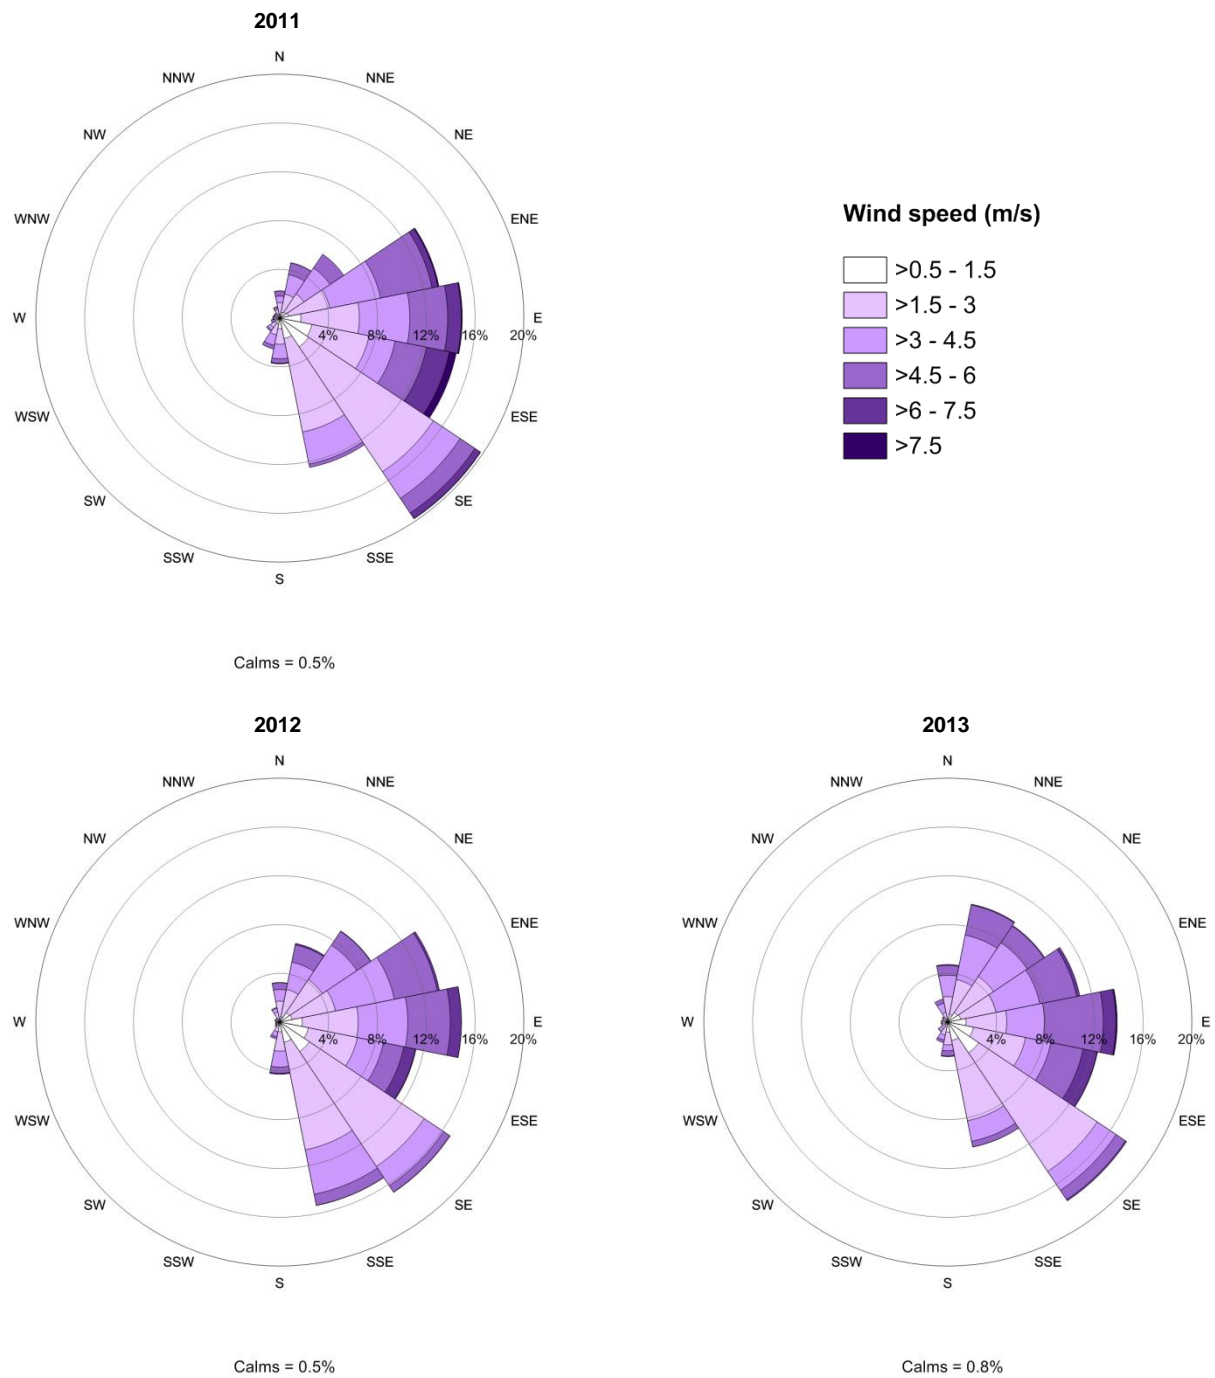 2011
N
NNW
NNE
NW
NE
WNW
ENE
W
4% 8% 12% 16% 20%
E
WSW
ESE
SW
SE
SSW
SSE
S
Calms = 0.5%
Wind speed (m/s)
>0.5 - 1.5
>1.5 - 3
>3 - 4.5
>4.5 - 6
>6 - 7.5
>7.5
2012
N
NNW
NNE
NW
NE
WNW
ENE
W
4% 8% 12% 16% 20%
E
WSW
ESE
SW
SE
SSW
SSE
S
Calms = 0.5%
2013
N
NNW
NNE
NW
NE
WNW
ENE
W
4% 8% 12% 16% 20%
E
WSW
ESE
SW
SE
SSW
SSE
S
Calms = 0.8%